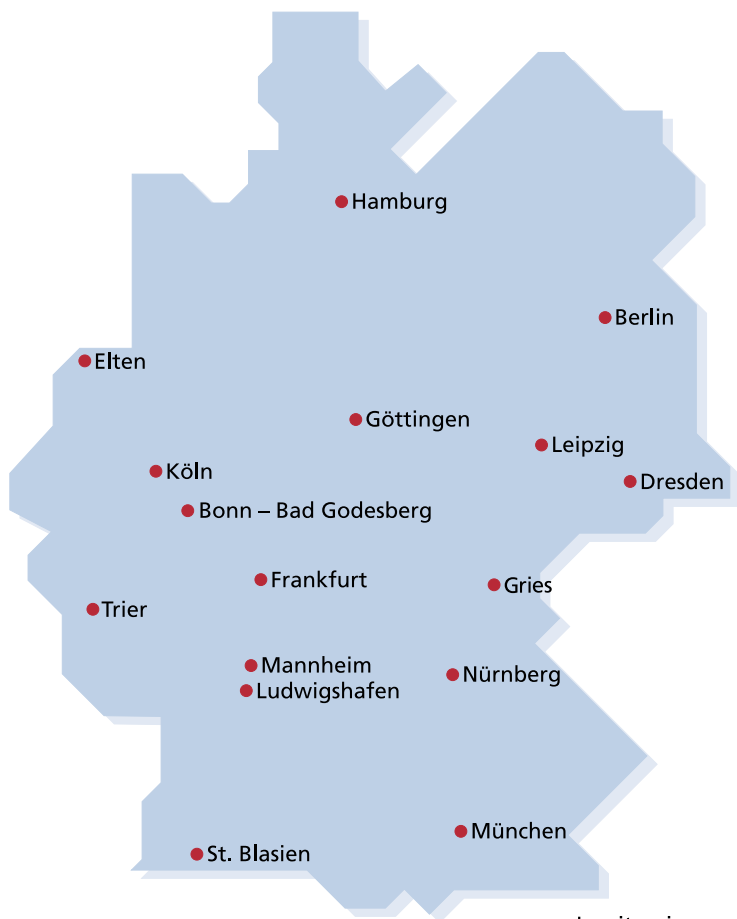 Hamburg
Berlin
Elten
Göttingen
Leipzig
Köln
Dresden
Bonn – Bad Godesberg
Frankfurt
Gries
Trier
Mannheim
Nürnberg
Ludwigshafen
München
St. Blasien